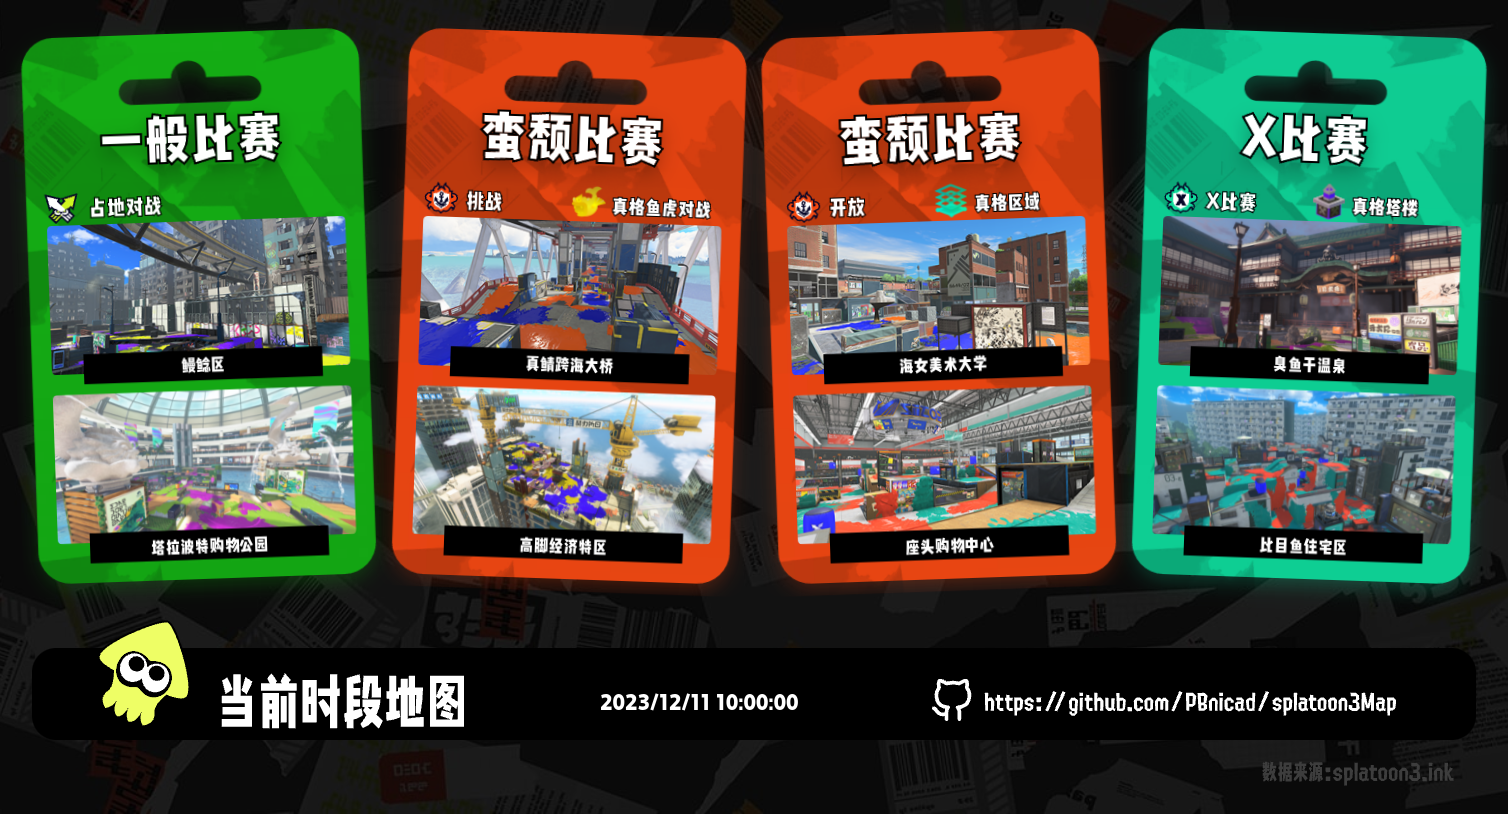 一般比赛
占地对战
鳗鲶区
塔拉波特购物公园
蛮颓比赛
挑战
真格鱼虎对战
真鲭跨海大桥
高脚经济特区
蛮颓比赛
开放
真格区域
海女美术大学
座头购物中心
X比赛
X比赛
真格塔楼
臭鱼干温泉
比目鱼住宅区
当前时段地图
2023/12/11 10:00:00
https://github.com/PBnicad/splatoon3Map
数据来源:splatoon3.ink